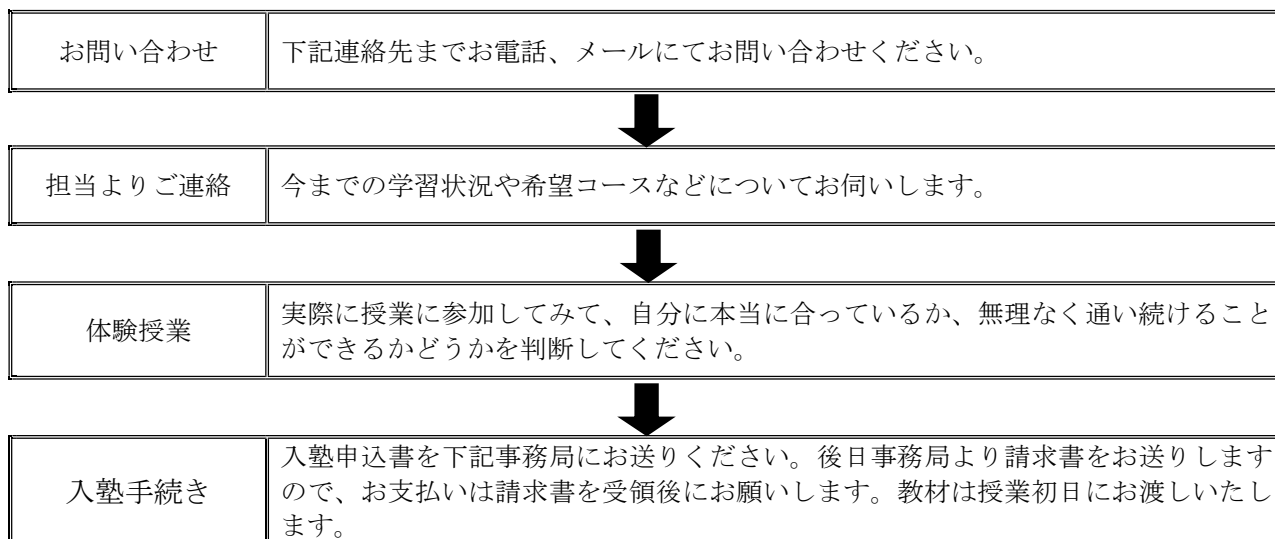 お問い合わせ
下記連絡先までお電話、メールにてお問い合わせください。
担当よりご連絡
今までの学習状況や希望コースなどについてお伺いします。
体験授業
実際に授業に参加してみて、自分に本当に合っているか、無理なく通い続けること
ができるかどうかを判断してください。
入塾手続き
入塾申込書を下記事務局にお送りください。後日事務局より請求書をお送りします
ので、お支払いは請求書を受領後にお願いします。教材は授業初日にお渡しいたし
ます。